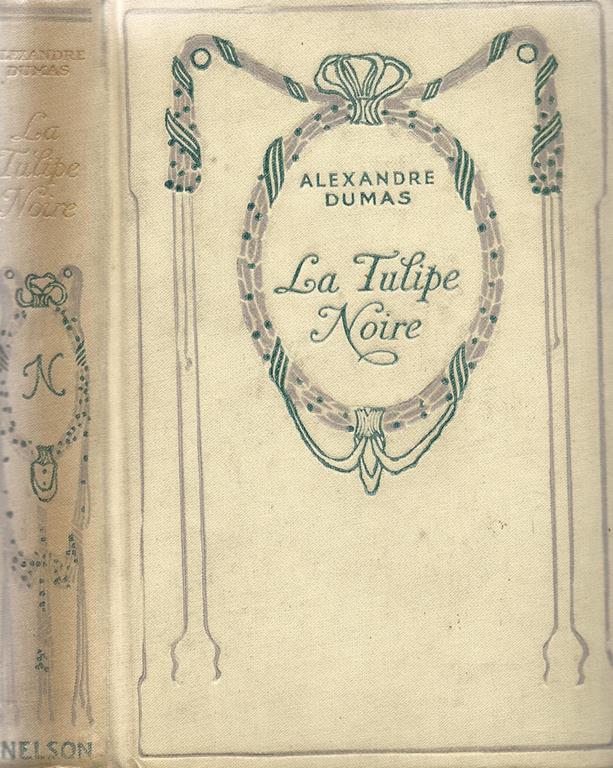 ALEXANDRE
DUMAS
La
Tulipe
Noire
N
NELSON
ALEXANDRE
DUMAS
La Tulipe
Noire